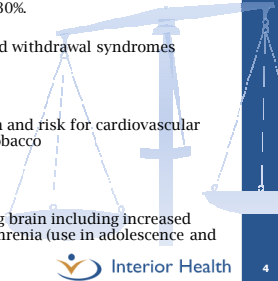 30%.
d withdrawal syndromes
and risk for cardiovascular
bacco
brain including increased
hrenia (use in adolescence and
Interior Health
4